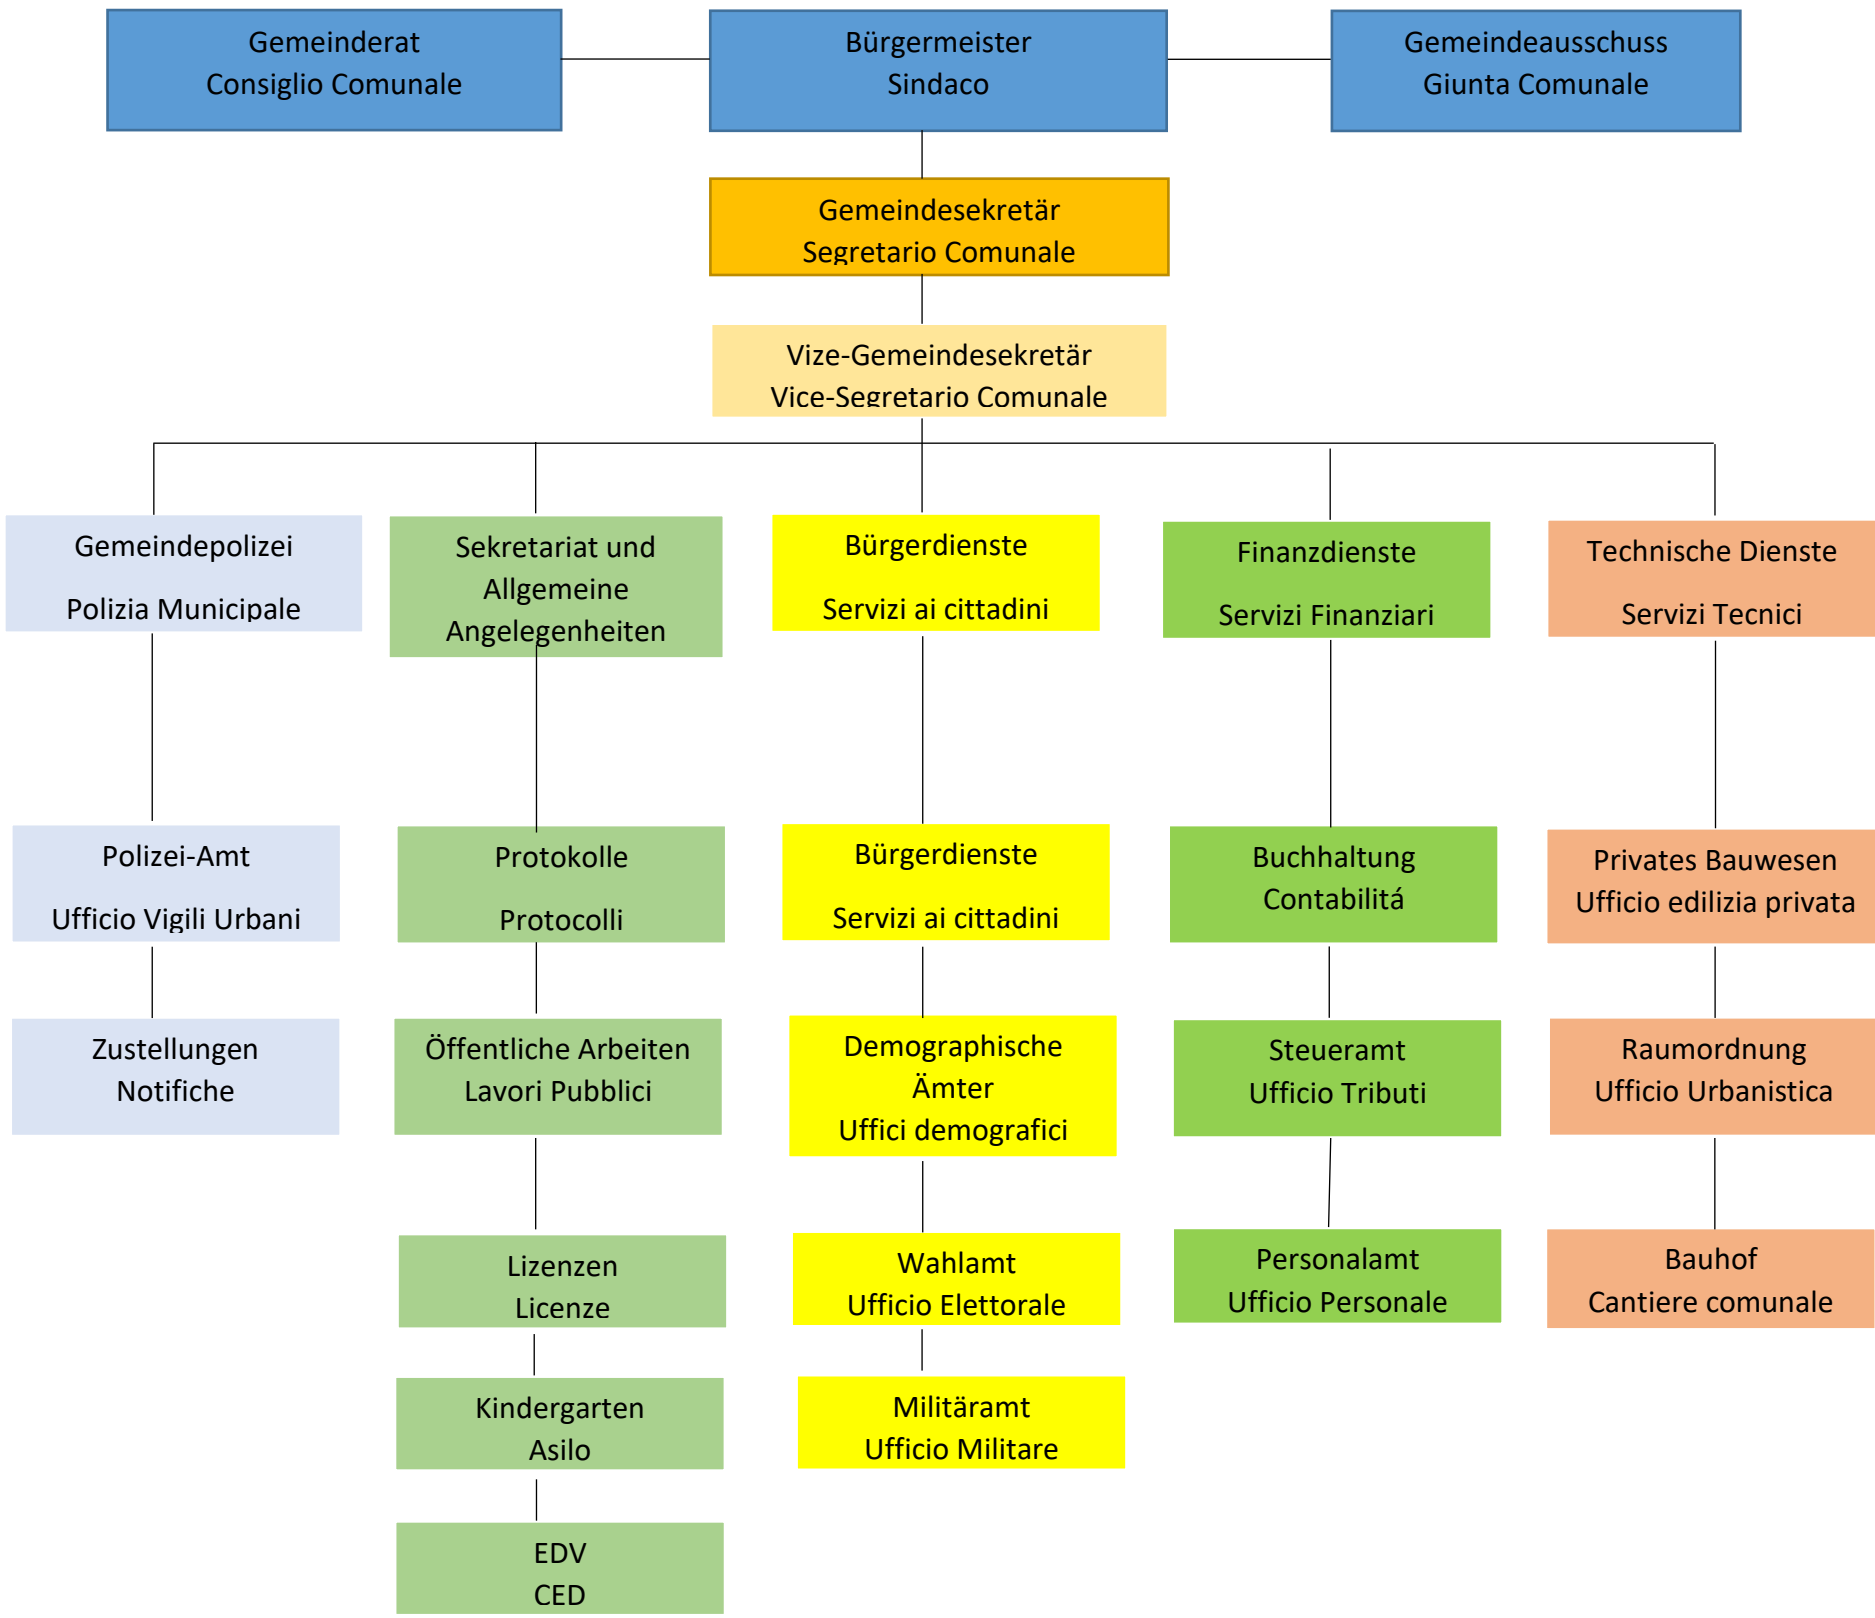 Gemeinderat
Consiglio Comunale
Bürgermeister
Sindaco
Gemeindeausschuss
Giunta Comunale
Gemeindesekretär
Segretario Comunale
Vize-Gemeindesekretär
Vice-Segretario Comunale
Gemeindepolizei
Polizia Municipale
Sekretariat und
Allgemeine
Angelegenheiten
Bürgerdienste
Servizi ai cittadini
Finanzdienste
Servizi Finanziari
Technische Dienste
Servizi Tecnici
Polizei-Amt
Ufficio Vigili Urbani
Protokolle
Protocolli
Bürgerdienste
Servizi ai cittadini
Buchhaltung
Contabilitá
Privates Bauwesen
Ufficio edilizia privata
Zustellungen
Notifiche
Öffentliche Arbeiten
Lavori Pubblici
Demographische
Ämter
Uffici demografici
Steueramt
Ufficio Tributi
Raumordnung
Ufficio Urbanistica
Lizenzen
Licenze
Wahlamt
Ufficio Elettorale
Personalamt
Ufficio Personale
Bauhof
Cantiere comunale
Kindergarten
Asilo
Militäramt
Ufficio Militare
EDV
CED